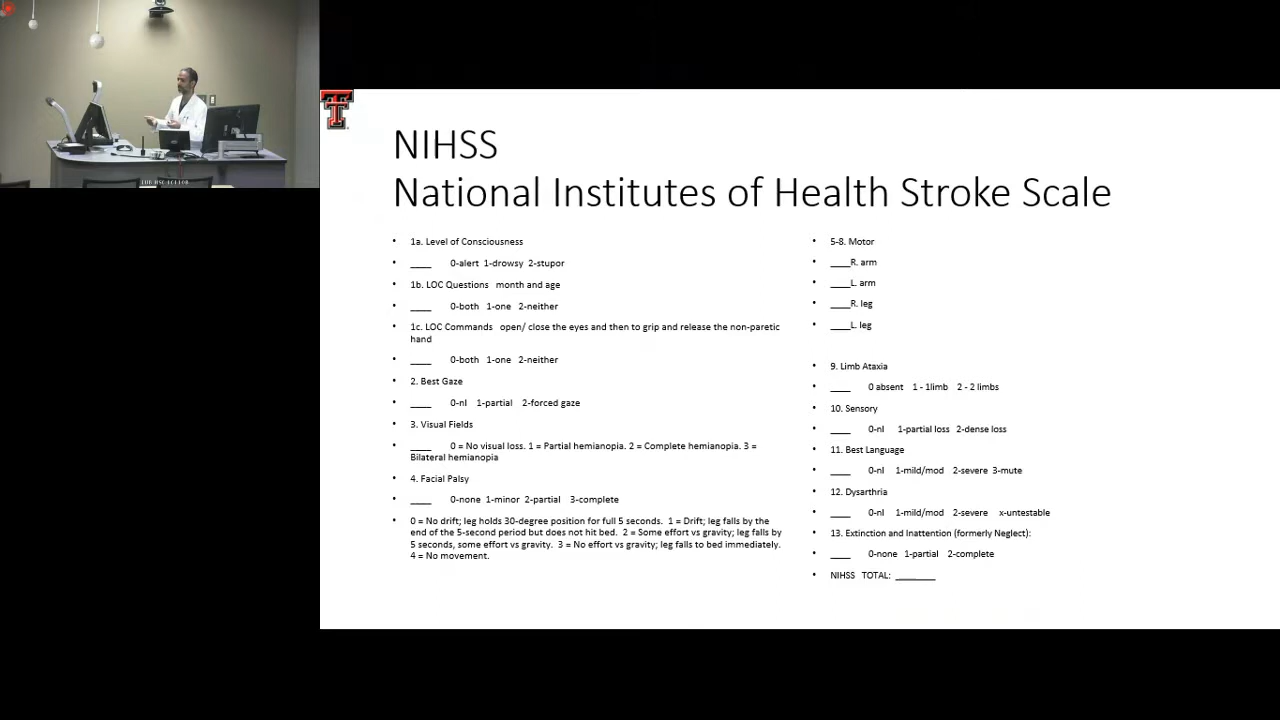 NIHSS
National Institutes of Health Stroke Scale
• 1a. Level of Consciousness
• ____ 0-alert 1-drowsy 2-stupor
• 1b. LOC Questions month and age
• ____ 0-both 1-one 2-neither
• 1c. LOC Commands open/ close the eyes and then to grip and release the non-paretic
hand
• ____ 0-both 1-one 2-neither
• 2. Best Gaze
• ____ 0-nl 1-partial 2-forced gaze
• 3. Visual Fields
• ____ 0 = No visual loss. 1 = Partial hemianopia. 2 = Complete hemianopia. 3 =
Bilateral hemianopia
• 4. Facial Palsy
• ____ 0-none 1-minor 2-partial 3-complete
• 0 = No drift; leg holds 30-degree position for full 5 seconds. 1 = Drift; leg falls by the
end of the 5-second period but does not hit bed. 2 = Some effort vs gravity; leg falls by
5 seconds, some effort vs gravity. 3 = No effort vs gravity; leg falls to bed immediately.
4 = No movement.
• 5-8. Motor
• ____R. arm
• ____L. arm
• ____R. leg
• ____L. leg
• 9. Limb Ataxia
• ____ 0 absent 1 - 1limb 2 - 2 limbs
• 10. Sensory
• ____ 0-nl 1-partial loss 2-dense loss
• 11. Best Language
• ____ 0-nl 1-mild/mod 2-severe 3-mute
• 12. Dysarthria
• ____ 0-nl 1-mild/mod 2-severe x-untestable
• 13. Extinction and Inattention (formerly Neglect):
• ____ 0-none 1-partial 2-complete
• NIHSS TOTAL: ________